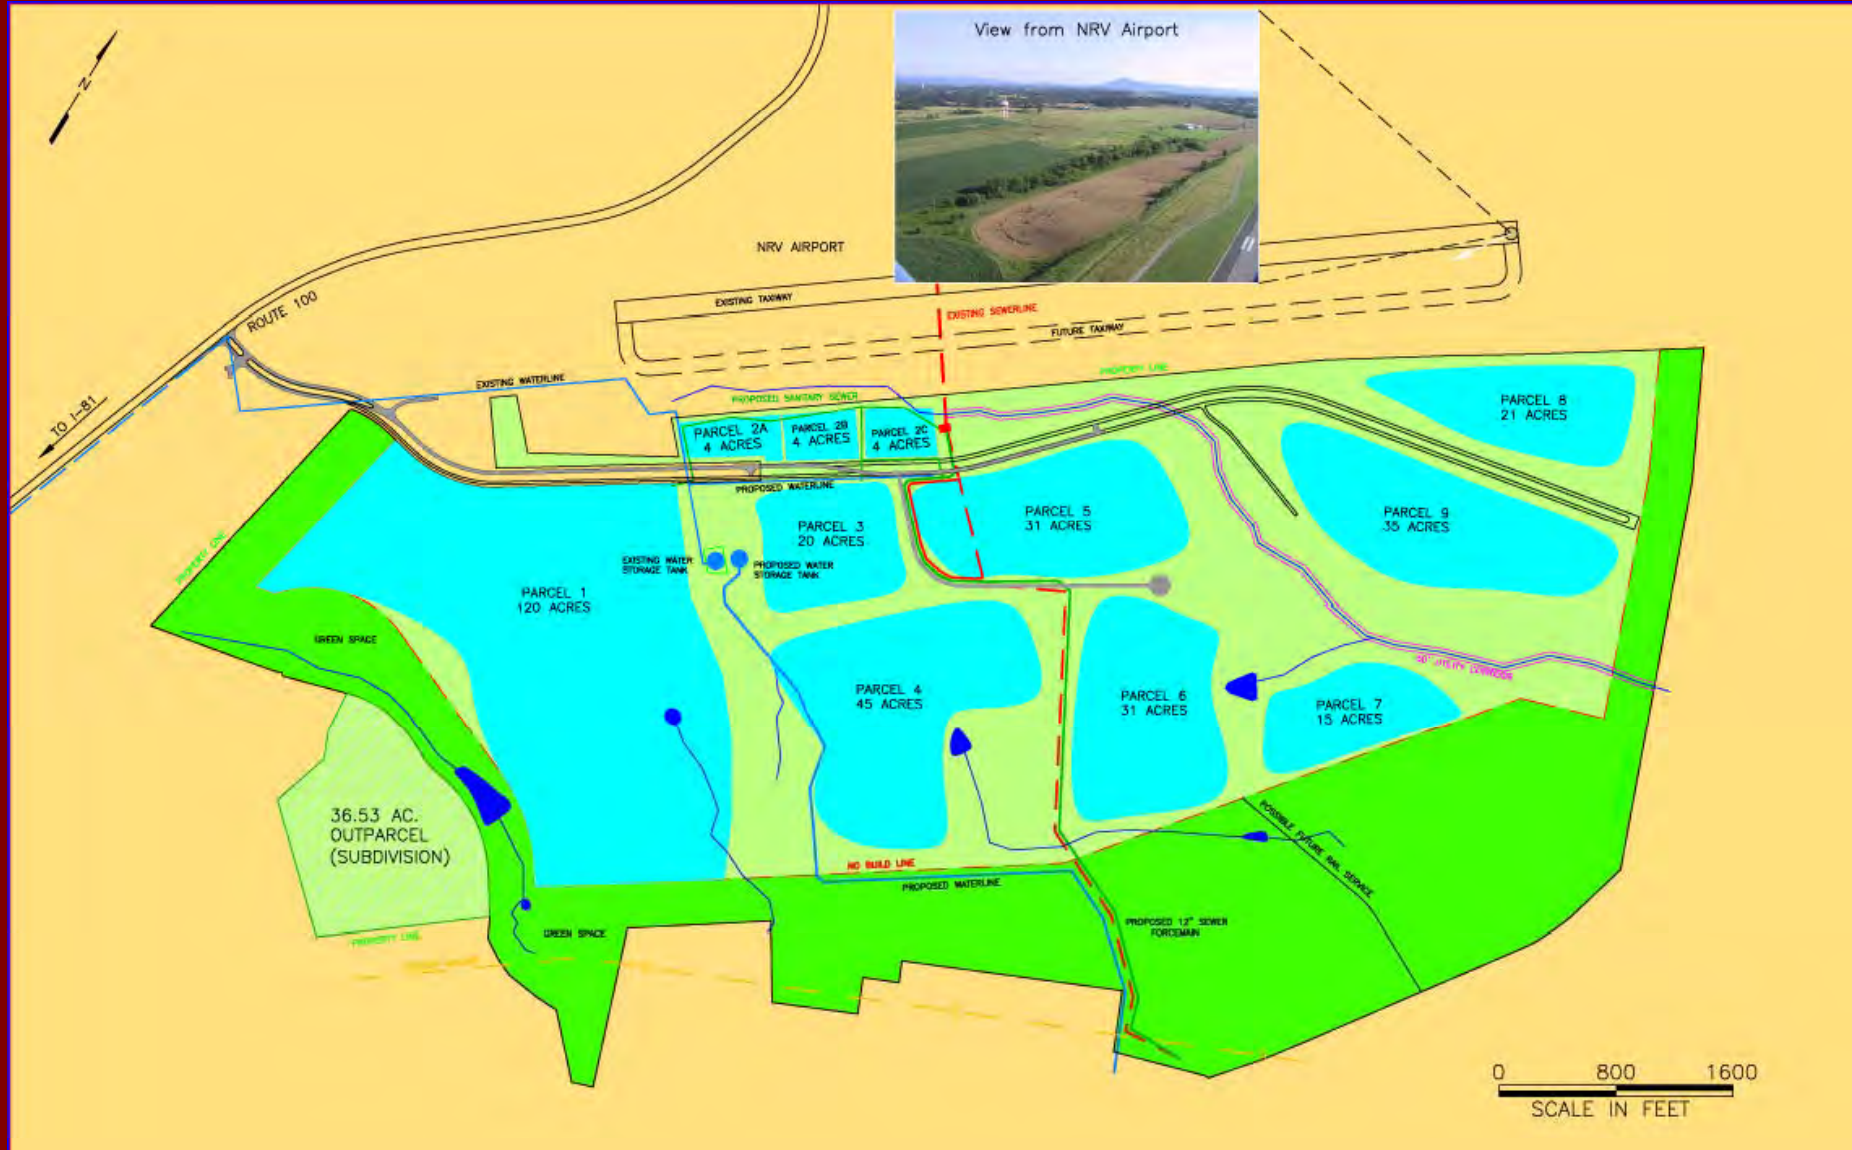 View from NRV Airport
N
NRV AIRPORT
ROUTE 100
TO I-81
EXISTING TAXIWAY
EXISTING SEWERLINE
FUTURE TAXIWAY
EXISTING WATERLINE
PROPERTY LINE
PROPOSED SANITARY SEWER
PARCEL 2A
4 ACRES
PARCEL 2B
4 ACRES
PARCEL 2C
4 ACRES
PARCEL 8
21 ACRES
PROPOSED WATERLINE
PARCEL 3
20 ACRES
PARCEL 5
31 ACRES
PARCEL 9
35 ACRES
PROPERTY LINE
EXISTING WATER
STORAGE TANK
PROPOSED WATER
STORAGE TANK
PARCEL 1
120 ACRES
GREEN SPACE
50' UTILITY CORRIDOR
PARCEL 4
45 ACRES
PARCEL 6
31 ACRES
PARCEL 7
15 ACRES
36.53 AC.
OUTPARCEL
(SUBDIVISION)
POSSIBLE FUTURE RAIL SERVICE
NO BUILD LINE
PROPOSED WATERLINE
PROPOSED 12" SEWER
FORCEMAIN
GREEN SPACE
PROPERTY LINE
0 800 1600
SCALE IN FEET